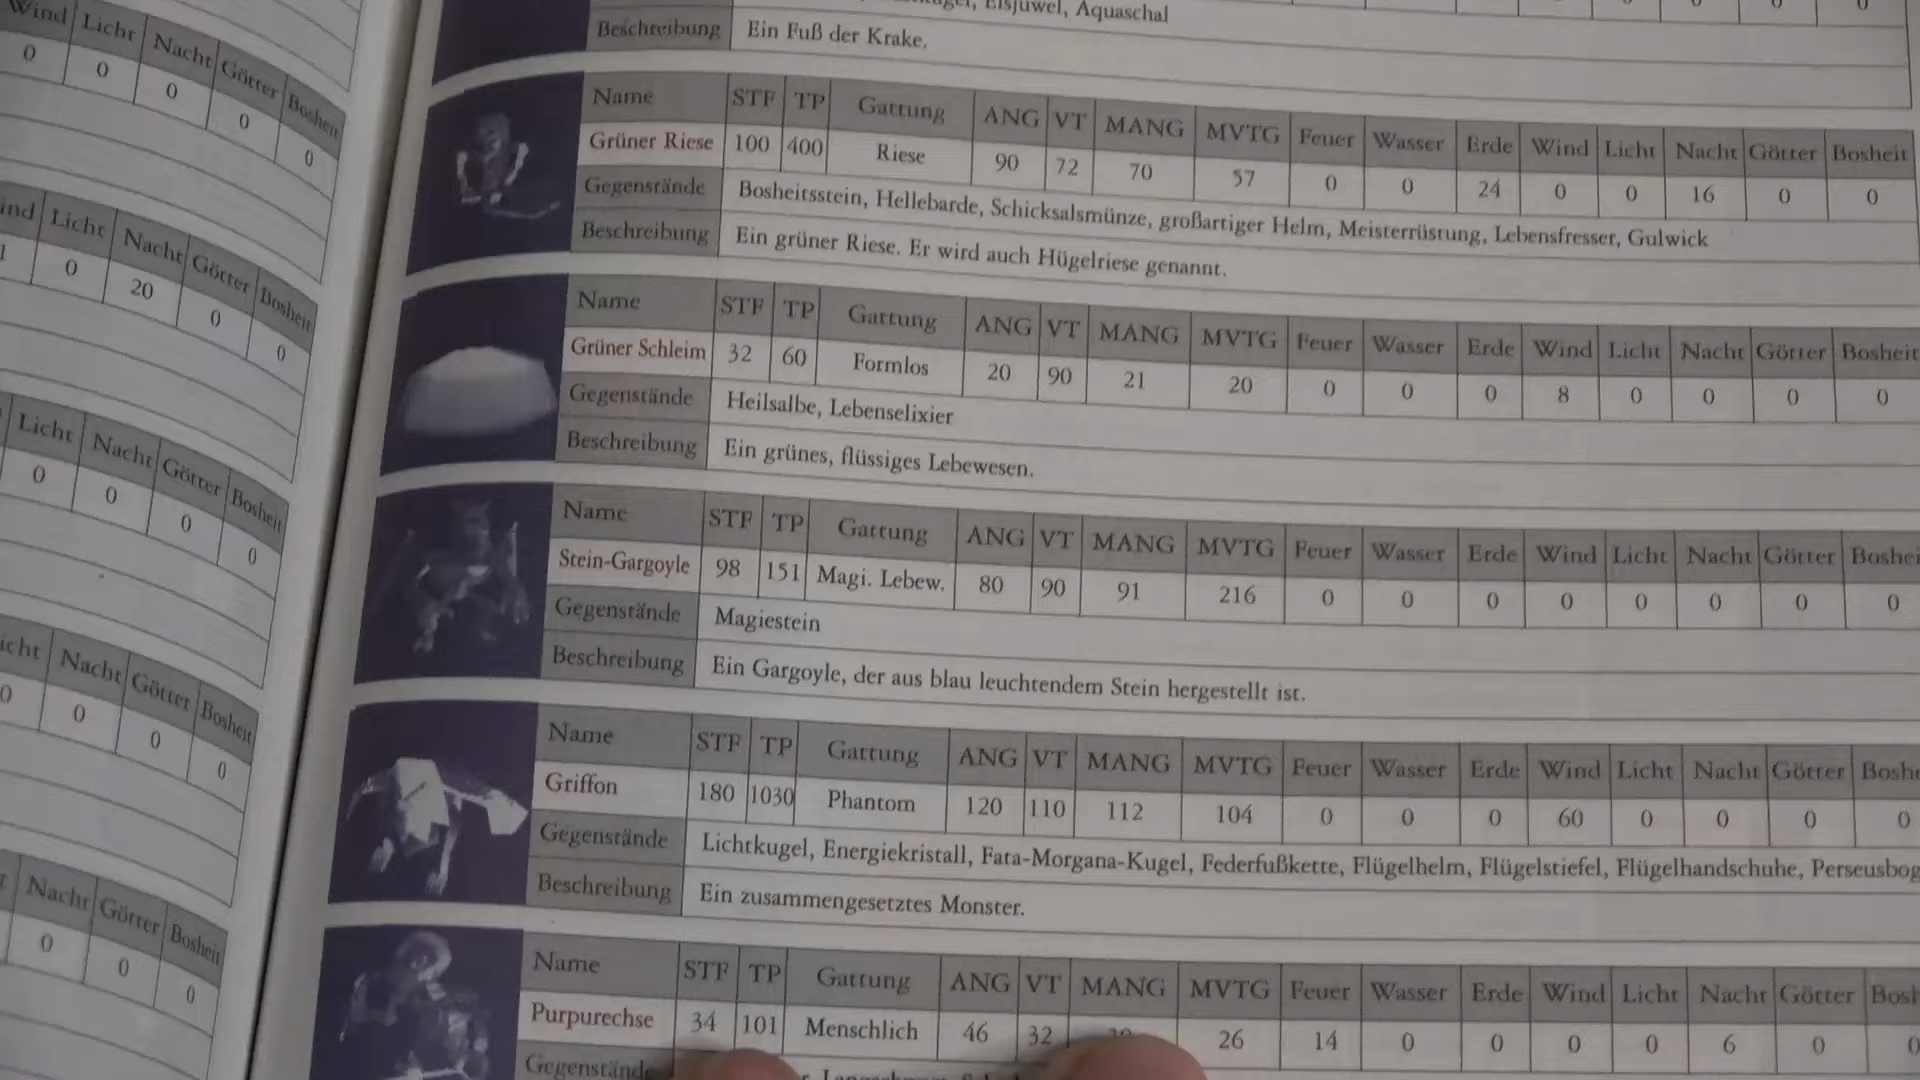 Wind Licht Nacht Götter Bosheit
0 0 0 0 0
Licht Nacht Götter Bosheit
0 20 0 0
Licht Nacht Götter Bosheit
0 0 0 0
Nacht Götter Bosheit
0 0 0 0
Nacht Götter Bosheit
0 0 0
Eisjuwel, Aquaschal
Beschreibung Ein Fuß der Krake.
Name STF TP Gattung ANG VT MANG MVTG Feuer Wasser Erde Wind Licht Nacht Götter Bosheit
Grüner Riese 100 400 Riese 90 72 70 57 0 0 24 0 0 16 0 0
Gegenstände Bosheitsstein, Hellebarde, Schicksalsmünze, großartiger Helm, Meisterrüstung, Lebensfresser, Gulwick
Beschreibung Ein grüner Riese. Er wird auch Hügelriese genannt.
Name STF TP Gattung ANG VT MANG MVTG Feuer Wasser Erde Wind Licht Nacht Götter Bosheit
Grüner Schleim 32 60 Formlos 20 90 21 20 0 0 0 8 0 0 0 0
Gegenstände Heilsalbe, Lebenselixier
Beschreibung Ein grünes, flüssiges Lebewesen.
Name STF TP Gattung ANG VT MANG MVTG Feuer Wasser Erde Wind Licht Nacht Götter Boshei
Stein-Gargoyle 98 151 Magi. Lebew. 80 90 91 216 0 0 0 0 0 0 0 0
Gegenstände Magiestein
Beschreibung Ein Gargoyle, der aus blau leuchtendem Stein hergestellt ist.
Name STF TP Gattung ANG VT MANG MVTG Feuer Wasser Erde Wind Licht Nacht Götter Boshe
Griffon 180 1030 Phantom 120 110 112 104 0 0 0 60 0 0 0 0
Gegenstände Lichtkugel, Energiekristall, Fata-Morgana-Kugel, Federfußkette, Flügelhelm, Flügelstiefel, Flügelhandschuhe, Perseusbog
Beschreibung Ein zusammengesetztes Monster.
Name STF TP Gattung ANG VT MANG MVTG Feuer Wasser Erde Wind Licht Nacht Götter Bosh
Purpurechse 34 101 Menschlich 46 32 26 14 0 0 0 0 6 0 0
Gegenstände